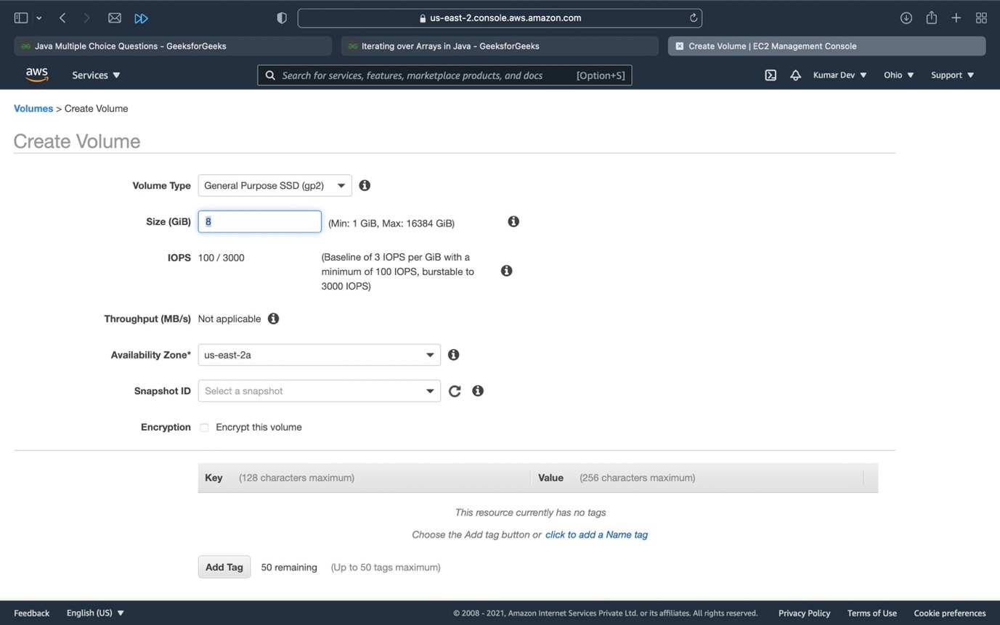 us-east-2.console.aws.amazon.com
Java Multiple Choice Questions - GeeksforGeeks
Iterating over Arrays in Java - GeeksforGeeks
Create Volume | EC2 Management Console
aws
Services
Search for services, features, marketplace products, and docs [Option+S]
Kumar Dev
Ohio
Support
Volumes > Create Volume
Create Volume
Volume Type General Purpose SSD (gp2)
Size (GiB) 8 (Min: 1 GiB, Max: 16384 GiB)
IOPS 100 / 3000 (Baseline of 3 IOPS per GiB with a
minimum of 100 IOPS, burstable to
3000 IOPS)
Throughput (MB/s) Not applicable
Availability Zone* us-east-2a
Snapshot ID Select a snapshot
Encryption Encrypt this volume
Key (128 characters maximum) Value (256 characters maximum)
This resource currently has no tags
Choose the Add tag button or click to add a Name tag
Add Tag 50 remaining (Up to 50 tags maximum)
Feedback English (US) © 2008 - 2021, Amazon Internet Services Private Ltd. or its affiliates. All rights reserved. Privacy Policy Terms of Use Cookie preferences